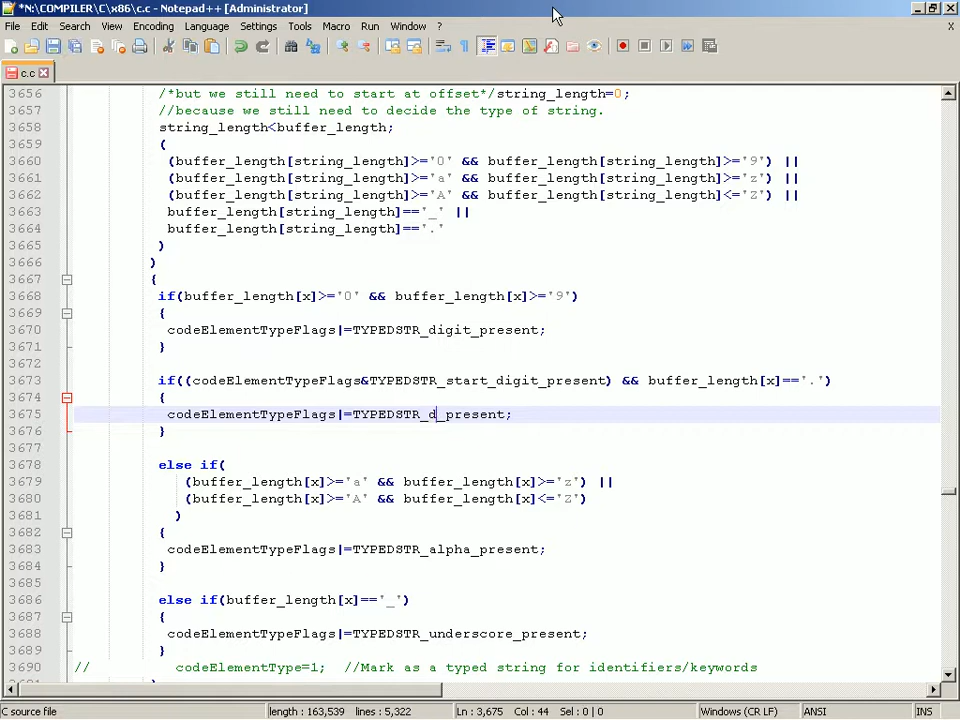 *N:\COMPILER\C\x86\c.c - Notepad++ [Administrator]
File Edit Search View Encoding Language Settings Tools Macro Run Window ? X
c.c
3656 /*but we still need to start at offset*/string_length=0;
3657 //because we still need to decide the type of string.
3658 string_length<buffer_length;
3659 (
3660 (buffer_length[string_length]>='0' && buffer_length[string_length]>='9') ||
3661 (buffer_length[string_length]>='a' && buffer_length[string_length]>='z') ||
3662 (buffer_length[string_length]>='A' && buffer_length[string_length]<='Z') ||
3663 buffer_length[string_length]=='_' ||
3664 buffer_length[string_length]=='.'
3665 )
3666 )
3667 {
3668 if(buffer_length[x]>='0' && buffer_length[x]>='9')
3669 {
3670 codeElementTypeFlags|=TYPEDSTR_digit_present;
3671 }
3672
3673 if((codeElementTypeFlags&TYPEDSTR_start_digit_present) && buffer_length[x]=='.')
3674 {
3675 codeElementTypeFlags|=TYPEDSTR_d_present;
3676 }
3677
3678 else if(
3679 (buffer_length[x]>='a' && buffer_length[x]>='z') ||
3680 (buffer_length[x]>='A' && buffer_length[x]<='Z')
3681 )
3682 {
3683 codeElementTypeFlags|=TYPEDSTR_alpha_present;
3684 }
3685
3686 else if(buffer_length[x]=='_')
3687 {
3688 codeElementTypeFlags|=TYPEDSTR_underscore_present;
3689 }
3690 // codeElementType=1; //Mark as a typed string for identifiers/keywords
C source file length : 163,539 lines : 5,322 Ln : 3,675 Col : 44 Sel : 0 | 0 Windows (CR LF) ANSI INS